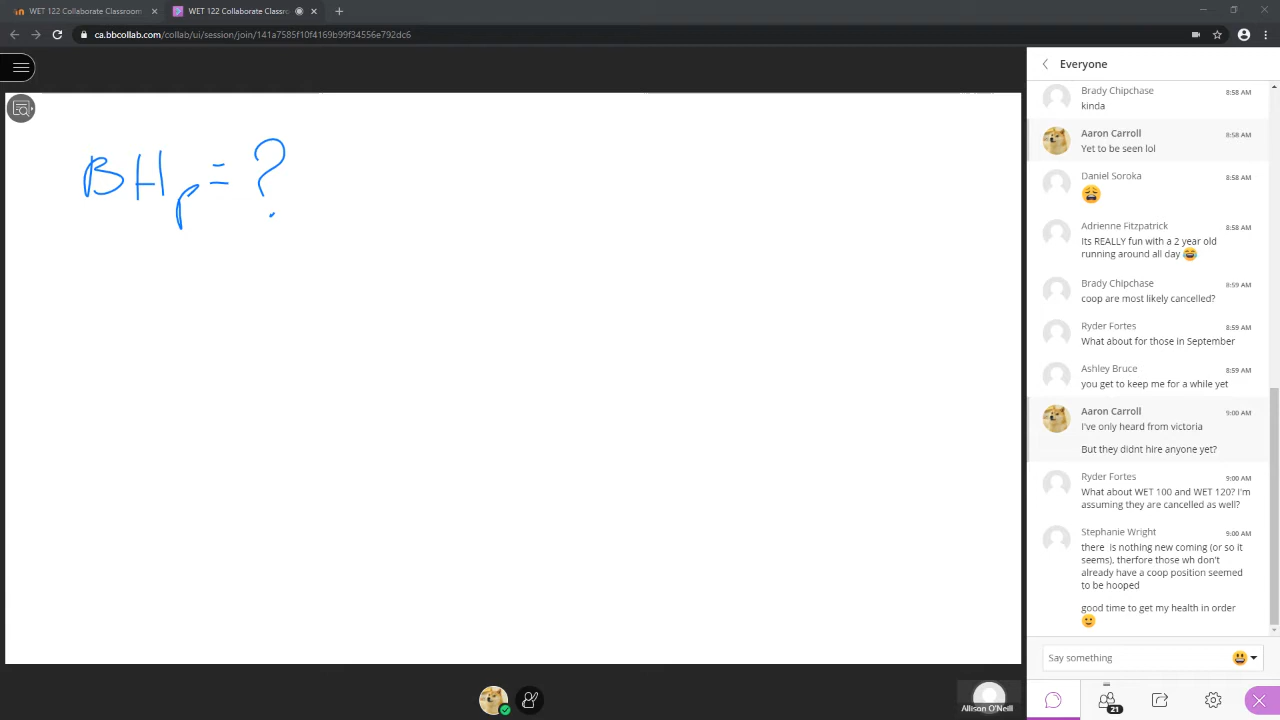 WET 122 Collaborate Classroom
WET 122 Collaborate Classro
ca.bbcollab.com/collab/ui/session/join/141a7585f10f4169b99f34556e792dc6
BHp = ?
Everyone
Brady Chipchase 8:58 AM
kinda
Aaron Carroll 8:58 AM
Yet to be seen lol
Daniel Soroka 8:58 AM
😩
Adrienne Fitzpatrick 8:58 AM
Its REALLY fun with a 2 year old
running around all day 😂
Brady Chipchase 8:59 AM
coop are most likely cancelled?
Ryder Fortes 8:59 AM
What about for those in September
Ashley Bruce 8:59 AM
you get to keep me for a while yet
Aaron Carroll 9:00 AM
I've only heard from victoria
But they didnt hire anyone yet?
Ryder Fortes 9:00 AM
What about WET 100 and WET 120? I'm
assuming they are cancelled as well?
Stephanie Wright 9:00 AM
there is nothing new coming (or so it
seems), therfore those wh don't
already have a coop position seemed
to be hooped
good time to get my health in order
🙂
Say something
21
Allison O'Neill